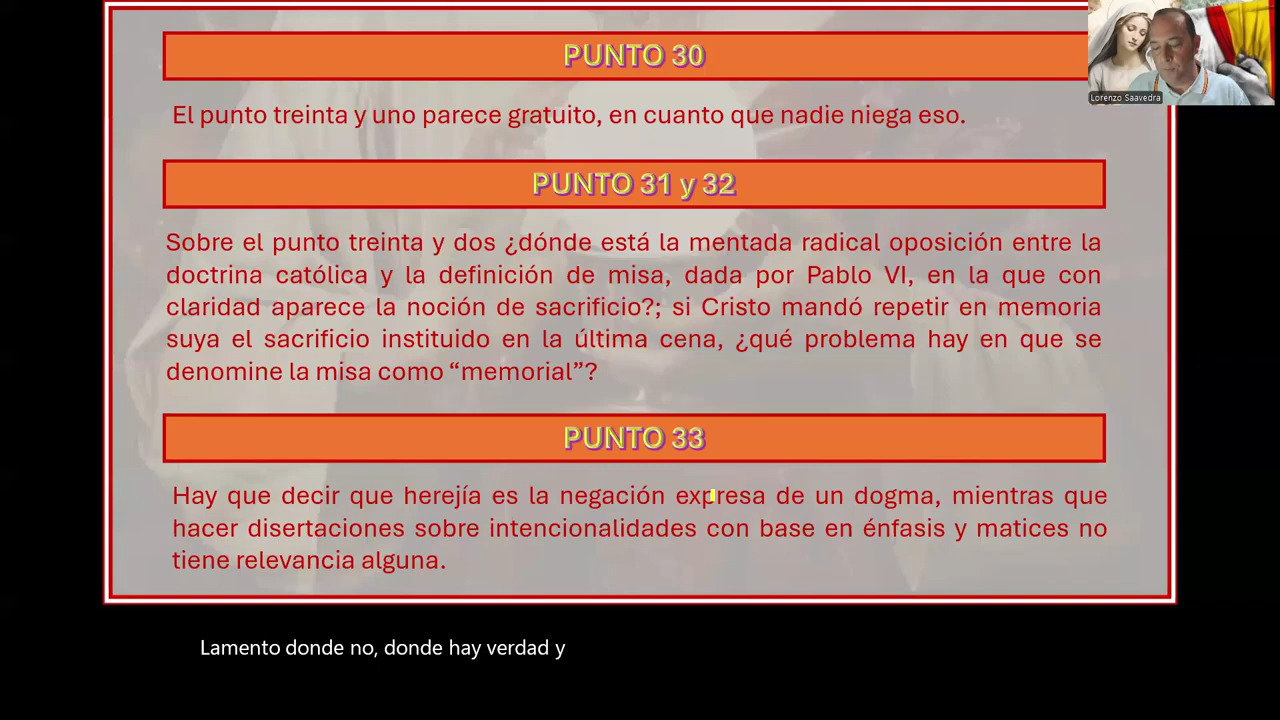 PUNTO 30
Lorenzo Saavedra
El punto treinta y uno parece gratuito, en cuanto que nadie niega eso.
PUNTO 31 y 32
Sobre el punto treinta y dos ¿dónde está la mentada radical oposición entre la
doctrina católica y la definición de misa, dada por Pablo VI, en la que con
claridad aparece la noción de sacrificio?; si Cristo mandó repetir en memoria
suya el sacrificio instituido en la última cena, ¿qué problema hay en que se
denomine la misa como “memorial”?
PUNTO 33
Hay que decir que herejía es la negación expresa de un dogma, mientras que
hacer disertaciones sobre intencionalidades con base en énfasis y matices no
tiene relevancia alguna.
Lamento donde no, donde hay verdad y